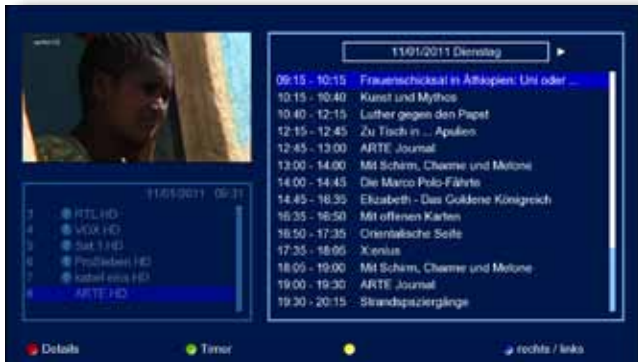 11/01/2011 Dienstag
09:15 - 10:15 Frauenschicksal in Äthiopien: Uni oder ...
10:15 - 10:40 Kunst und Mythos
10:40 - 12:15 Luther gegen den Papst
12:15 - 12:45 Zu Tisch in ... Apulien
12:45 - 13:00 ARTE Journal
13:00 - 14:00 Mit Schirm, Charme und Melone
14:00 - 14:45 Die Marco Polo-Fährte
14:45 - 16:35 Elizabeth - Das Goldene Königreich
16:35 - 16:50 Mit offenen Karten
16:50 - 17:35 Orientalische Seife
17:35 - 18:05 X:enius
18:05 - 19:00 Mit Schirm, Charme und Melone
19:00 - 19:30 ARTE Journal
19:30 - 20:15 Strandspaziergänge
11/01/2011 09:31
3 RTL HD
4 VOX HD
5 Sat.1 HD
6 ProSieben HD
7 kabel eins HD
8 ARTE HD
Details
Timer
rechts / links